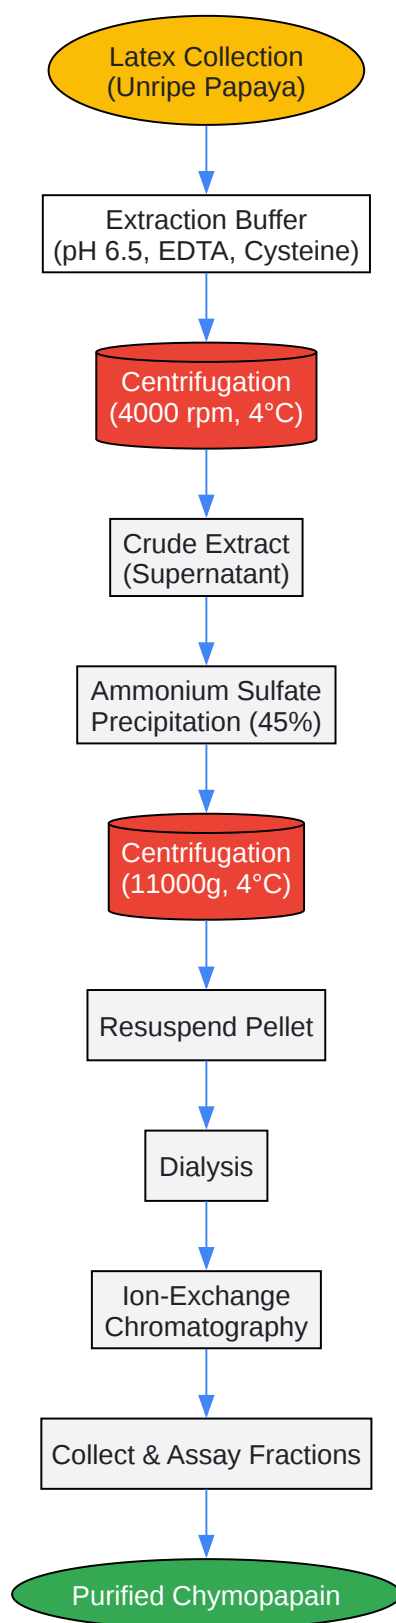 Latex Collection
(Unripe Papaya)
Extraction Buffer
(pH 6.5, EDTA, Cysteine)
Centrifugation
(4000 rpm, 4°C)
Crude Extract
(Supernatant)
Ammonium Sulfate
Precipitation (45%)
Centrifugation
(11000g, 4°C)
Resuspend Pellet
Dialysis
Ion-Exchange
Chromatography
Collect & Assay Fractions
Purified Chymopapain